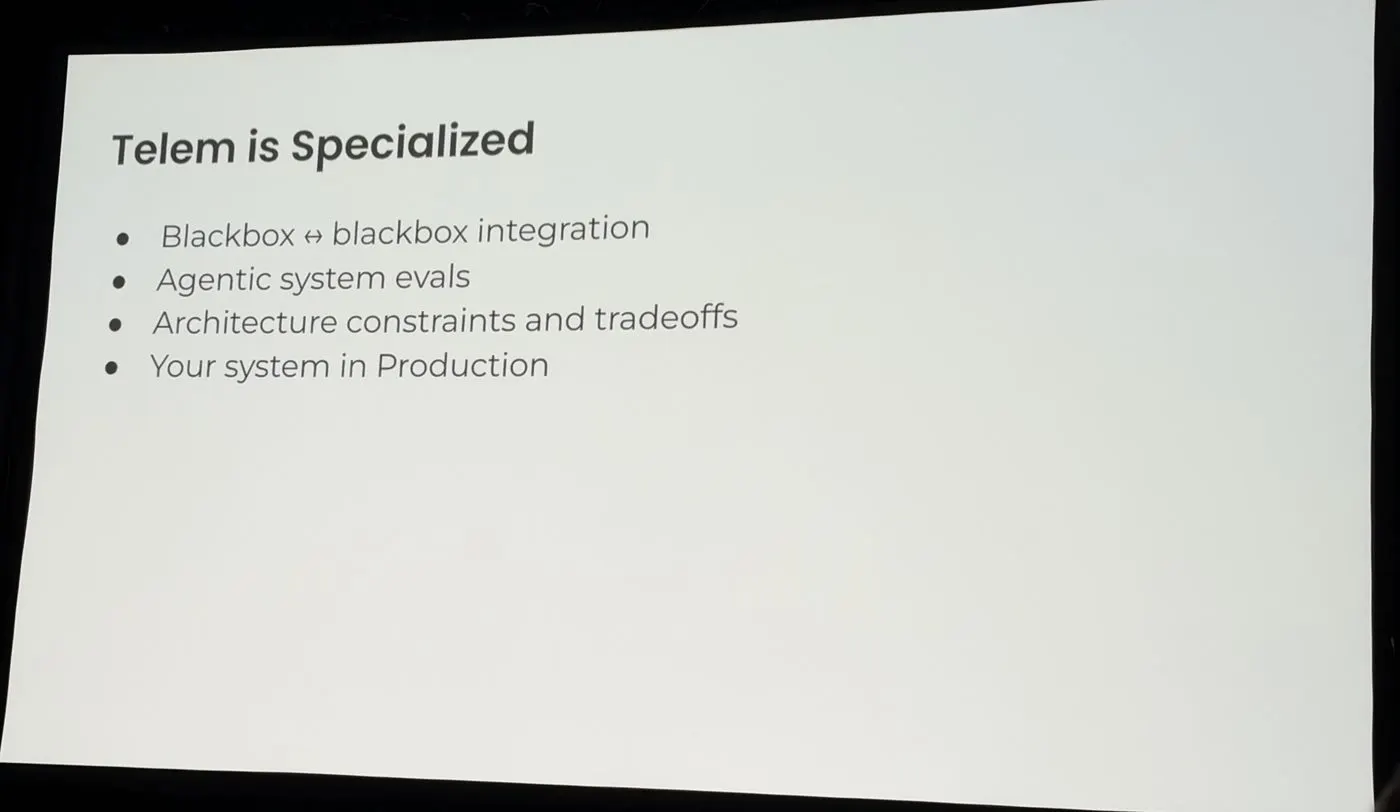 Telem is Specialized
● Blackbox ↔ blackbox integration
● Agentic system evals
● Architecture constraints and tradeoffs
● Your system in Production